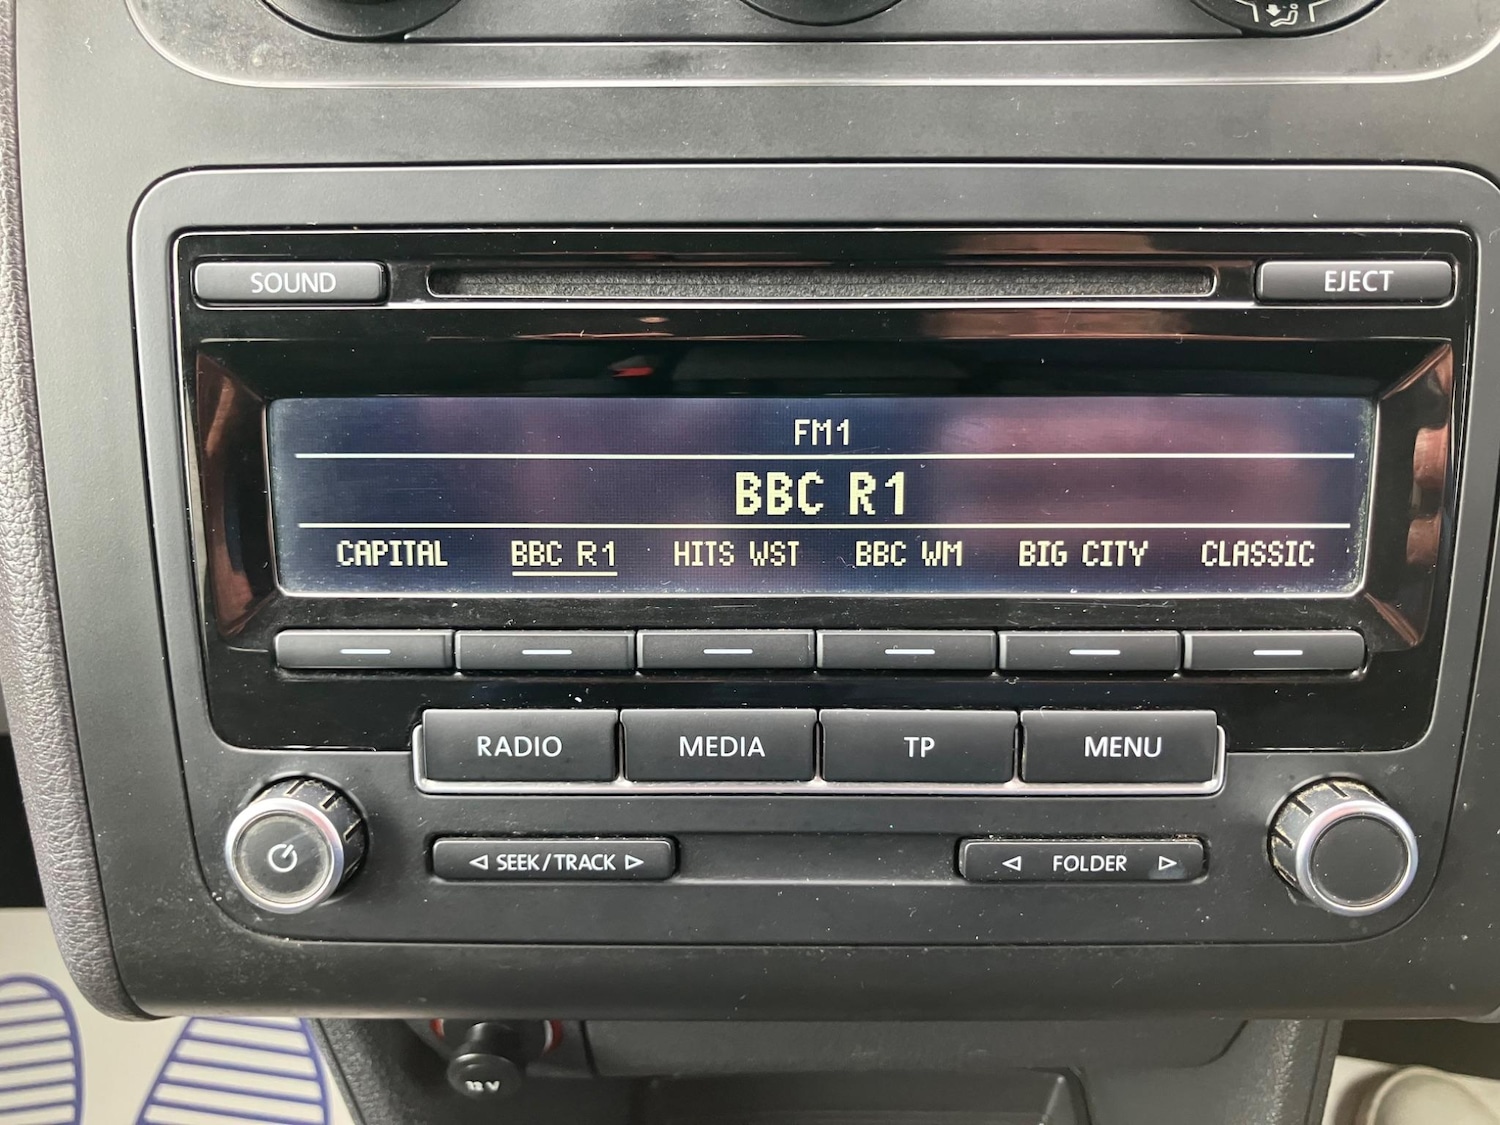 SOUND EJECT
FM1
BBC R1
CAPITAL BBC R1 HITS WST BBC WM BIG CITY CLASSIC
RADIO MEDIA TP MENU
SEEK/TRACK FOLDER
12V